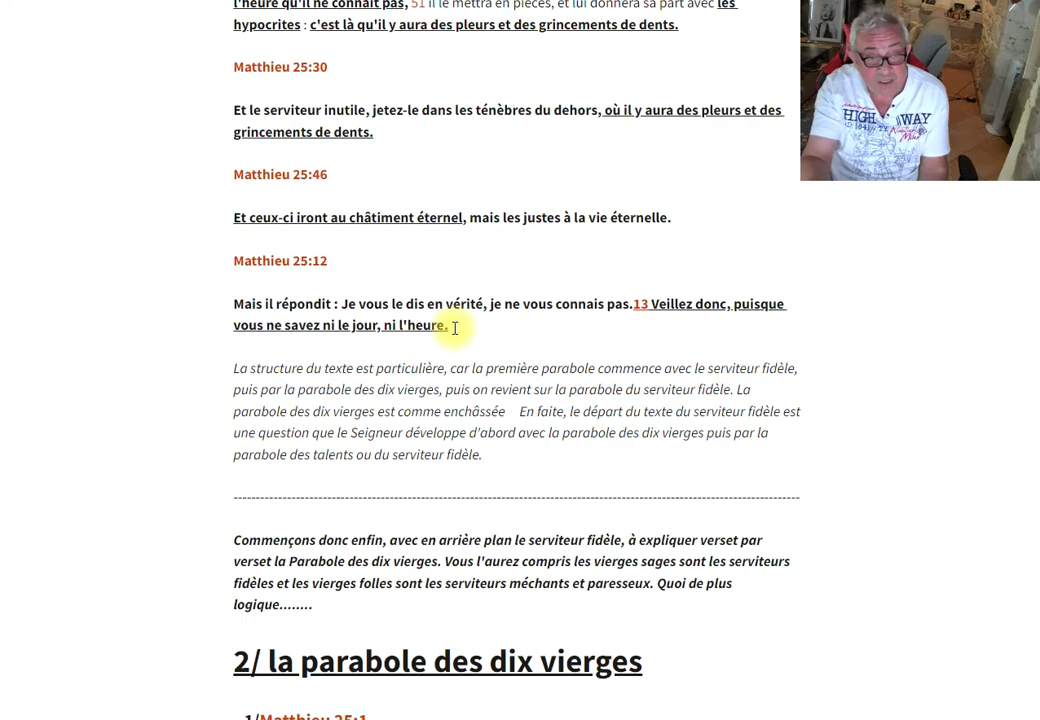 l'heure qu'il ne connaît pas, 51 il le mettra en pièces, et lui donnera sa part avec les
hypocrites : c'est là qu'il y aura des pleurs et des grincements de dents.
Matthieu 25:30
Et le serviteur inutile, jetez-le dans les ténèbres du dehors, où il y aura des pleurs et des
grincements de dents.
Matthieu 25:46
Et ceux-ci iront au châtiment éternel, mais les justes à la vie éternelle.
Matthieu 25:12
Mais il répondit : Je vous le dis en vérité, je ne vous connais pas.13 Veillez donc, puisque
vous ne savez ni le jour, ni l'heure.
La structure du texte est particulière, car la première parabole commence avec le serviteur fidèle,
puis par la parabole des dix vierges, puis on revient sur la parabole du serviteur fidèle. La
parabole des dix vierges est comme enchâssée    En faite, le départ du texte du serviteur fidèle est
une question que le Seigneur développe d'abord avec la parabole des dix vierges puis par la
parabole des talents ou du serviteur fidèle.
Commençons donc enfin, avec en arrière plan le serviteur fidèle, à expliquer verset par
verset la Parabole des dix vierges. Vous l'aurez compris les vierges sages sont les serviteurs
fidèles et les vierges folles sont les serviteurs méchants et paresseux. Quoi de plus
logique........
2/ la parabole des dix vierges
1/Matthieu 25:1
HIGH WAY